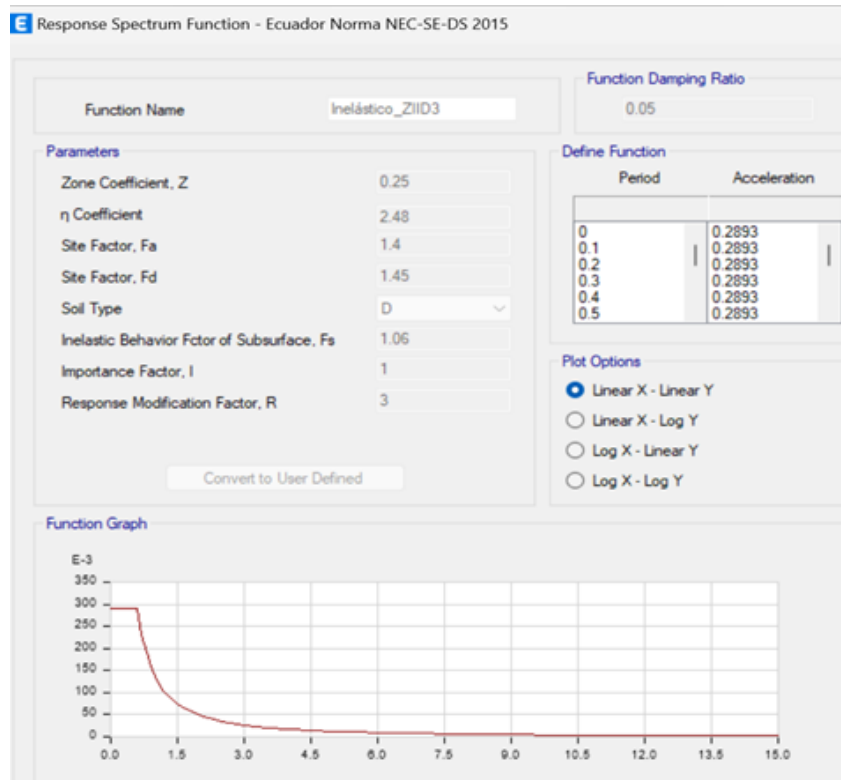 E Response Spectrum Function - Ecuador Norma NEC-SE-DS 2015
Function Name
Inelástico_ZIID3
Function Damping Ratio
0.05
Parameters
Zone Coefficient, Z 0.25
η Coefficient 2.48
Site Factor, Fa 1.4
Site Factor, Fd 1.45
Soil Type D
Inelastic Behavior Fctor of Subsurface, Fs 1.06
Importance Factor, I 1
Response Modification Factor, R 3
Convert to User Defined
Define Function
Period Acceleration
0 0.2893
0.1 0.2893
0.2 0.2893
0.3 0.2893
0.4 0.2893
0.5 0.2893
Plot Options
Linear X - Linear Y
Linear X - Log Y
Log X - Linear Y
Log X - Log Y
Function Graph
E-3
350
300
250
200
150
100
50
0
0.0 1.5 3.0 4.5 6.0 7.5 9.0 10.5 12.0 13.5 15.0